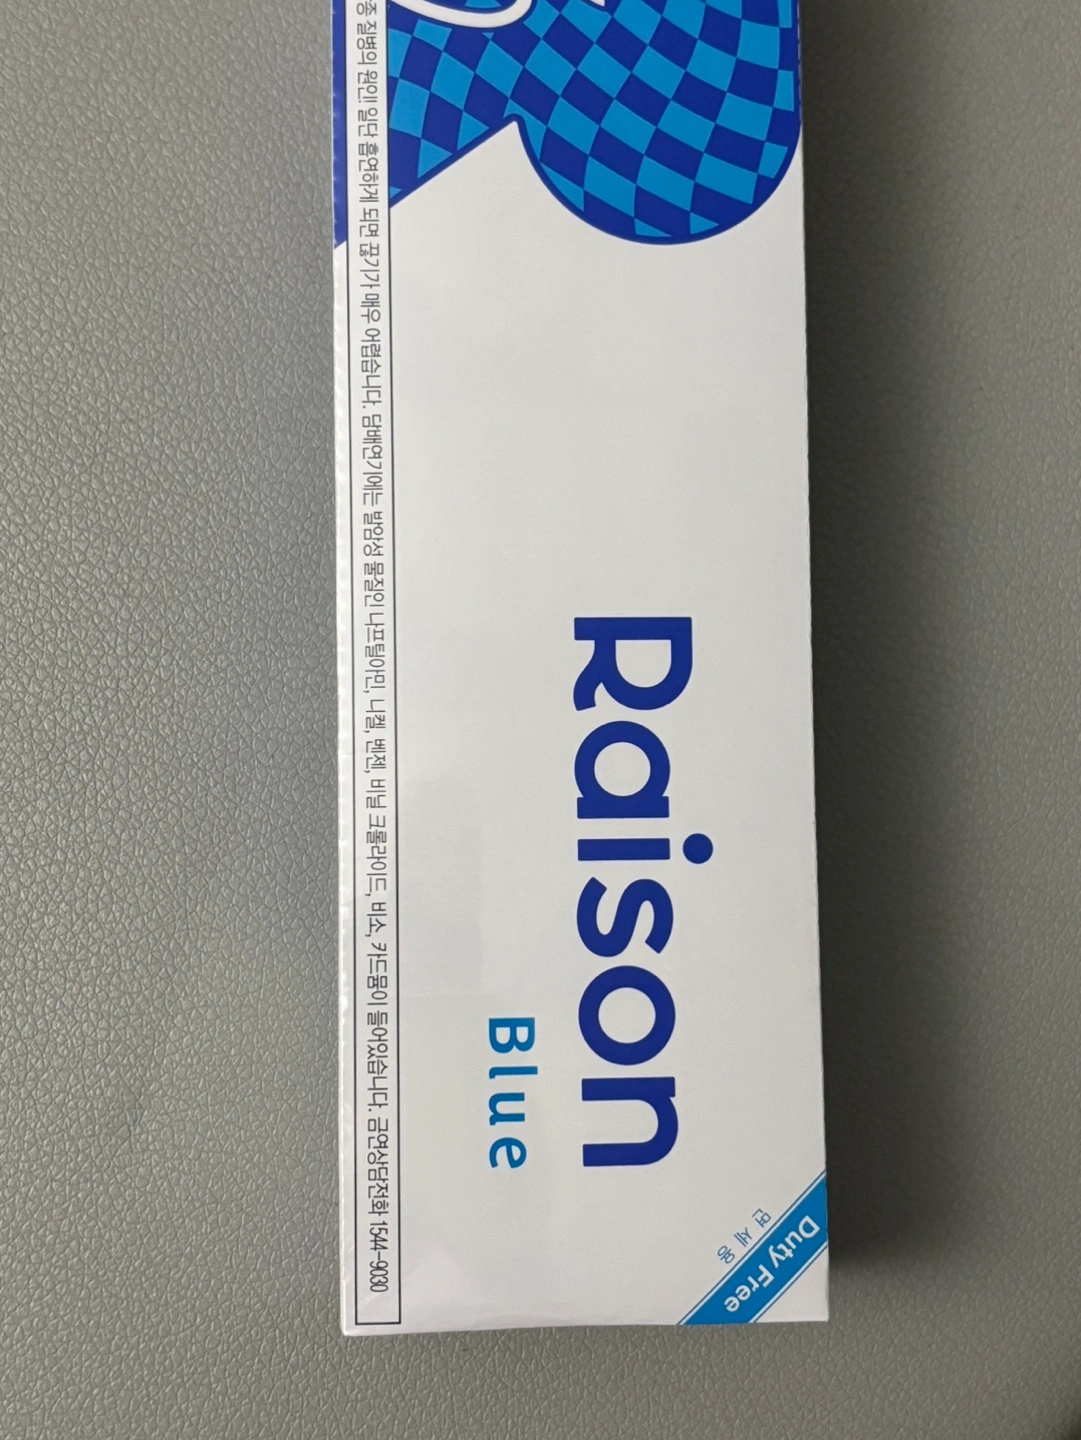 종 질병의 원인! 일단 흡연하게 되면 끊기가 매우 어렵습니다. 담배연기에는 발암성 물질인 나프틸아민, 니켈, 벤젠, 비닐 크롤라이드, 비소, 카드뮴이 들어있습니다. 금연상담전화 1544-9030
Raison
Blue
면세용
Duty Free